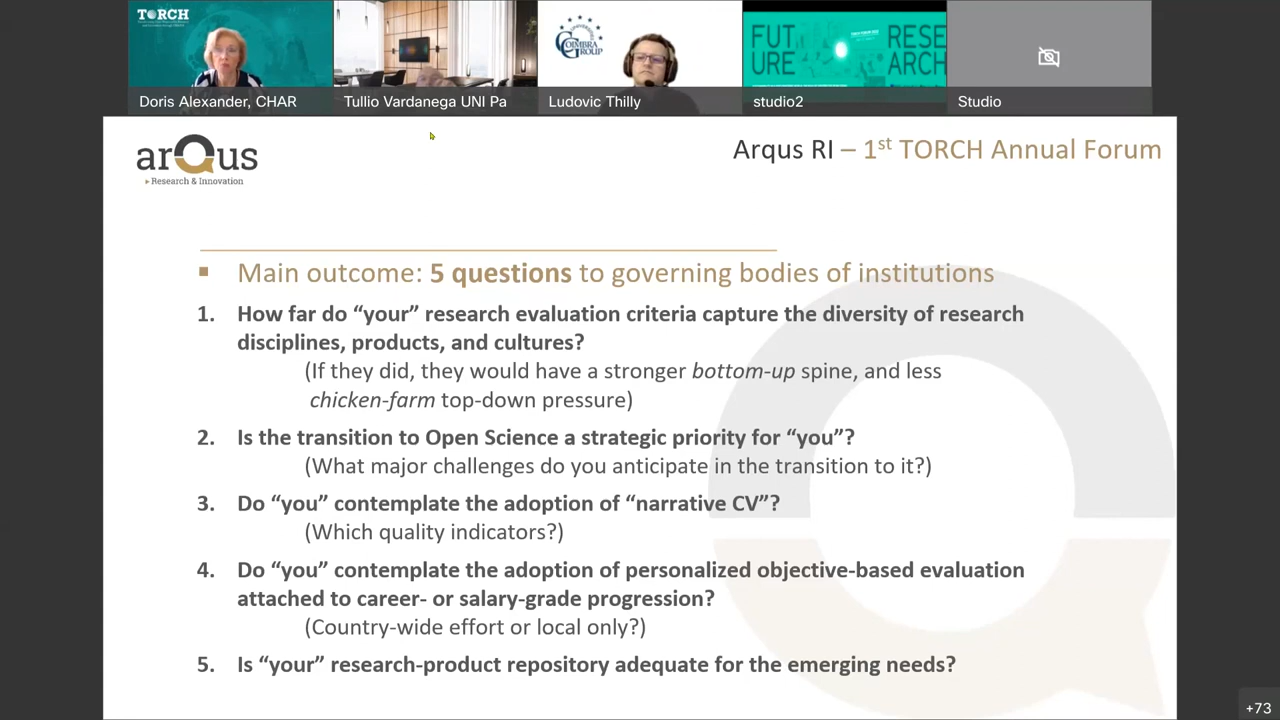 TORCH
COIMBRA
GROUP
FUT
URE
RESE
ARCH
Doris Alexander, CHAR
Tullio Vardanega UNI Pa
Ludovic Thilly
studio2
Studio
arQus
▸ Research & Innovation
Arqus RI – 1st TORCH Annual Forum
▪ Main outcome: 5 questions to governing bodies of institutions
1. How far do “your” research evaluation criteria capture the diversity of research
disciplines, products, and cultures?
(If they did, they would have a stronger bottom-up spine, and less
chicken-farm top-down pressure)
2. Is the transition to Open Science a strategic priority for “you”?
(What major challenges do you anticipate in the transition to it?)
3. Do “you” contemplate the adoption of “narrative CV”?
(Which quality indicators?)
4. Do “you” contemplate the adoption of personalized objective-based evaluation
attached to career- or salary-grade progression?
(Country-wide effort or local only?)
5. Is “your” research-product repository adequate for the emerging needs?
+73